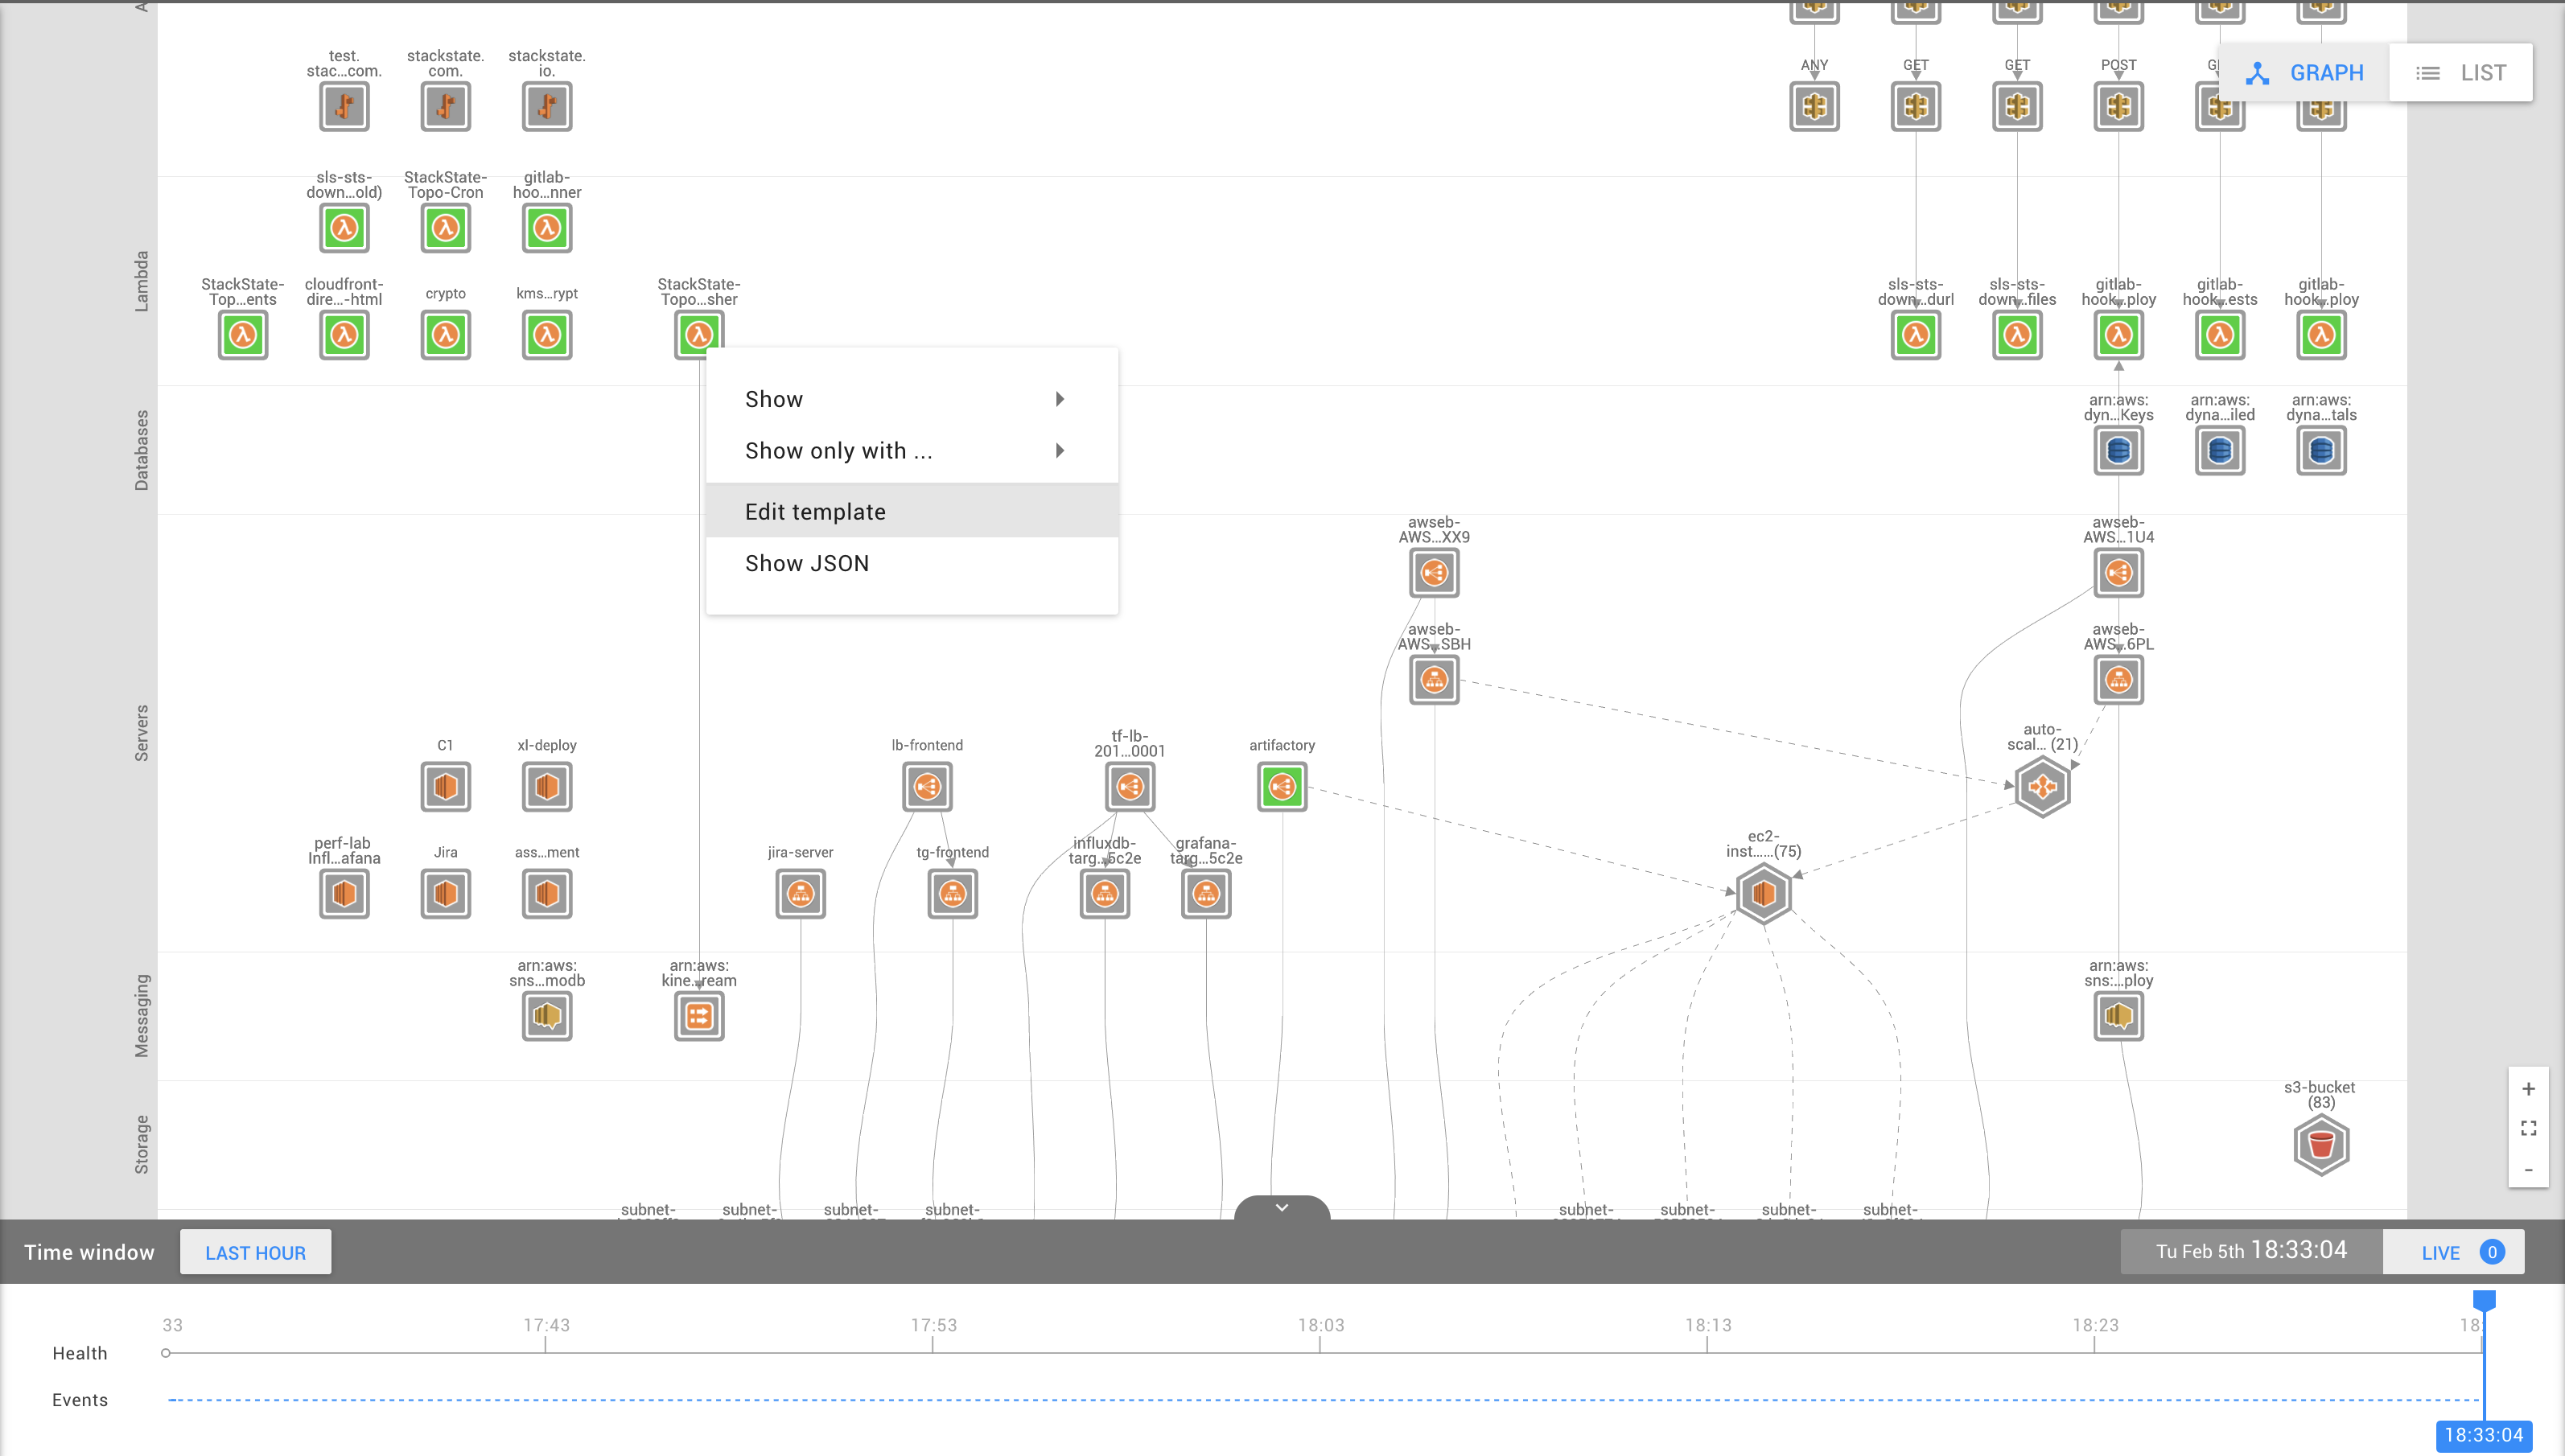 A
test.
stac...com.
stackstate.
com.
stackstate.
io.
ANY
GET
GET
POST
GRAPH
LIST
Lambda
sls-sts-
down...old)
StackState-
Topo-Cron
gitlab-
hoo...nner
StackState-
Top...ents
cloudfront-
dire...-html
crypto
kms...rypt
StackState-
Topo...sher
sls-sts-
down...durl
sls-sts-
down...files
gitlab-
hook...ploy
gitlab-
hook...ests
gitlab-
hook...ploy
Show
Show only with ...
Edit template
Show JSON
Databases
arn:aws:
dyn...Keys
arn:aws:
dyna...iled
arn:aws:
dyna...tals
Servers
awseb-
AWS...XX9
awseb-
AWS...1U4
awseb-
AWS...SBH
awseb-
AWS...6PL
auto-
scal... (21)
C1
xl-deploy
lb-frontend
tf-lb-
201...0001
artifactory
perf-lab
Infl...afana
Jira
ass...ment
jira-server
tg-frontend
influxdb-
targ...5c2e
grafana-
targ...5c2e
ec2-
inst......(75)
Messaging
arn:aws:
sns...modb
arn:aws:
kine...ream
arn:aws:
sns:...ploy
Storage
s3-bucket
(83)
+
-
subnet-
subnet-
subnet-
subnet-
subnet-
subnet-
subnet-
subnet-
Time window
LAST HOUR
Tu Feb 5th 18:33:04
LIVE 0
33
17:43
17:53
18:03
18:13
18:23
18:
Health
Events
18:33:04